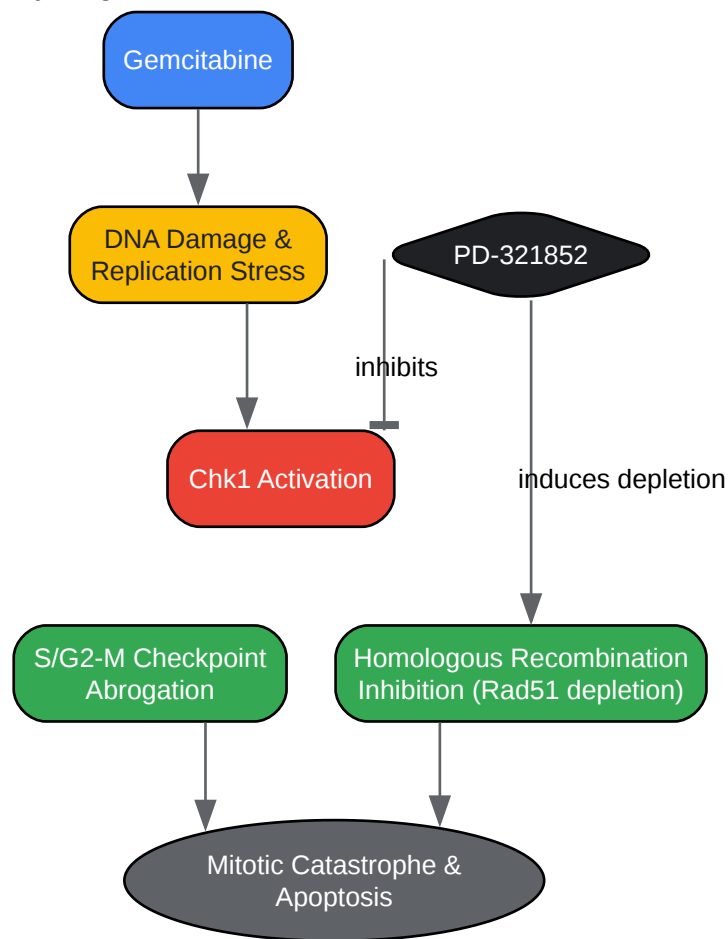 Gemcitabine
DNA Damage &
Replication Stress
PD-321852
inhibits
Chk1 Activation
induces depletion
S/G2-M Checkpoint
Abrogation
Homologous Recombination
Inhibition (Rad51 depletion)
Mitotic Catastrophe &
Apoptosis